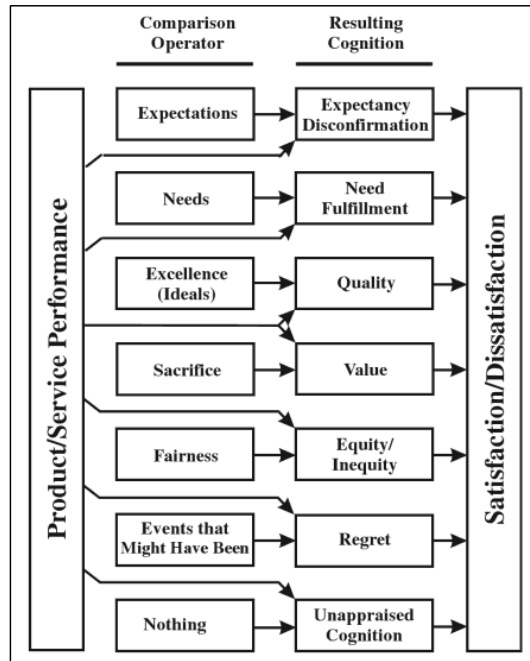 Comparison
Operator
Resulting
Cognition
Product/Service Performance
Expectations
Expectancy
Disconfirmation
Needs
Need
Fulfillment
Excellence
(Ideals)
Quality
Sacrifice
Value
Fairness
Equity/
Inequity
Events that
Might Have Been
Regret
Nothing
Unappraised
Cognition
Satisfaction/Dissatisfaction